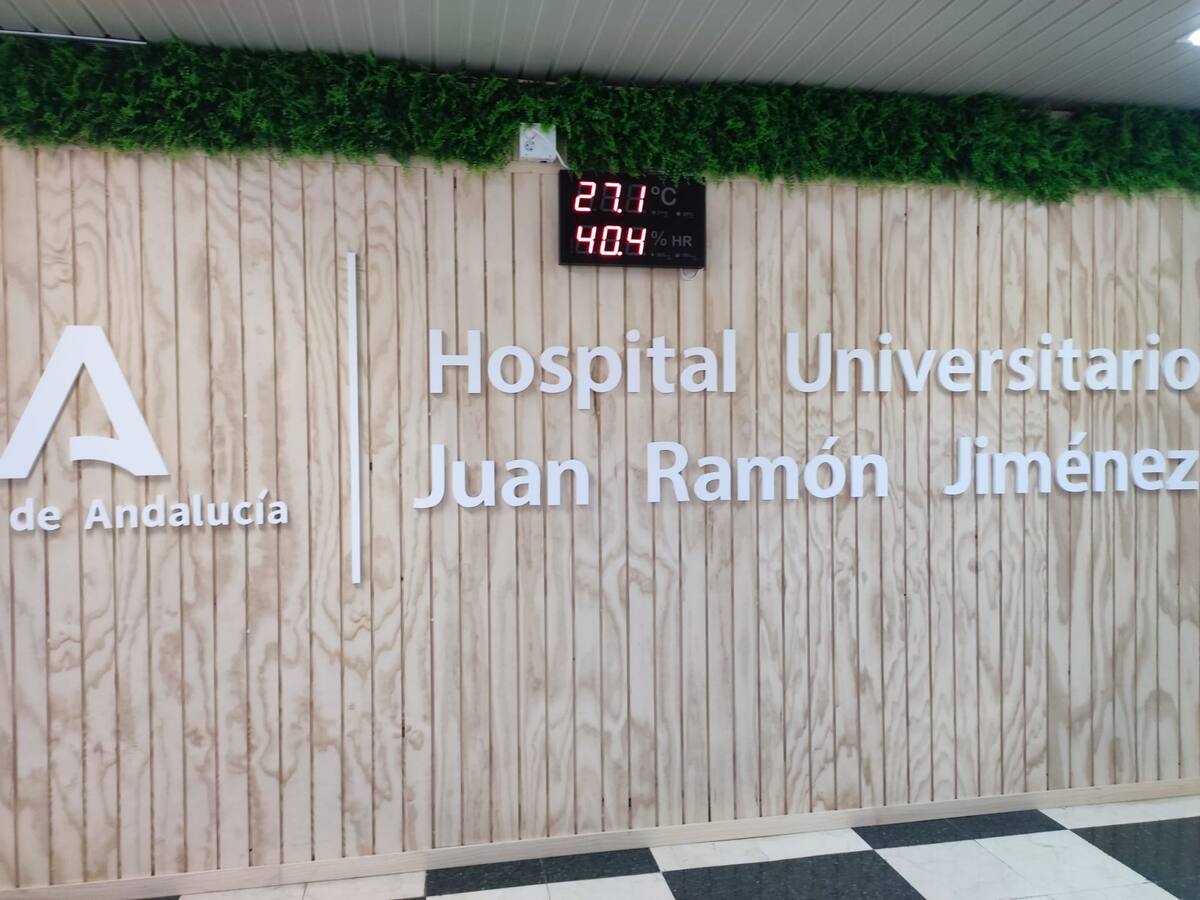 27.1 °C
40.4 % HR
Hospital Universitario
Juan Ramón Jiménez
A
de Andalucía